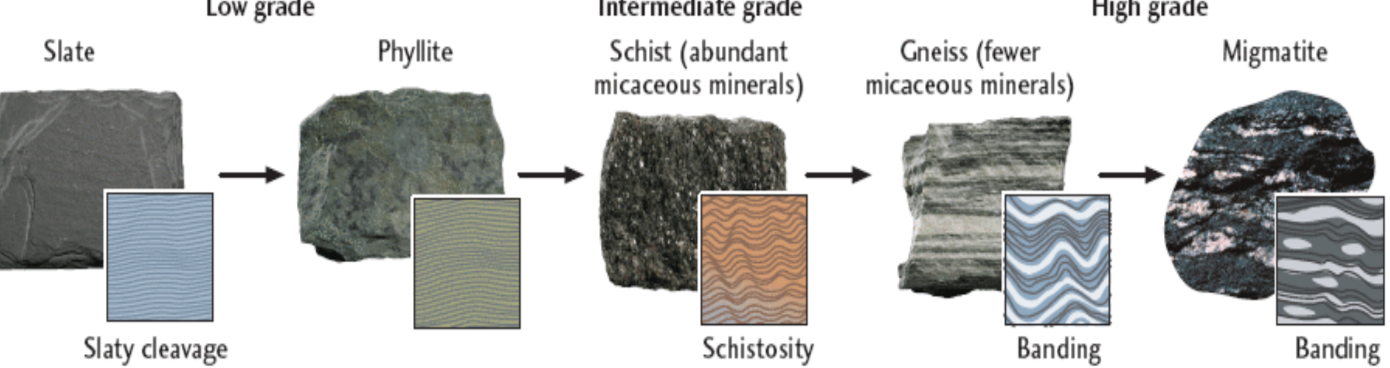 Low grade
Intermediate grade
High grade
Slate
Phyllite
Schist (abundant
micaceous minerals)
Gneiss (fewer
micaceous minerals)
Migmatite
Slaty cleavage
Schistosity
Banding
Banding